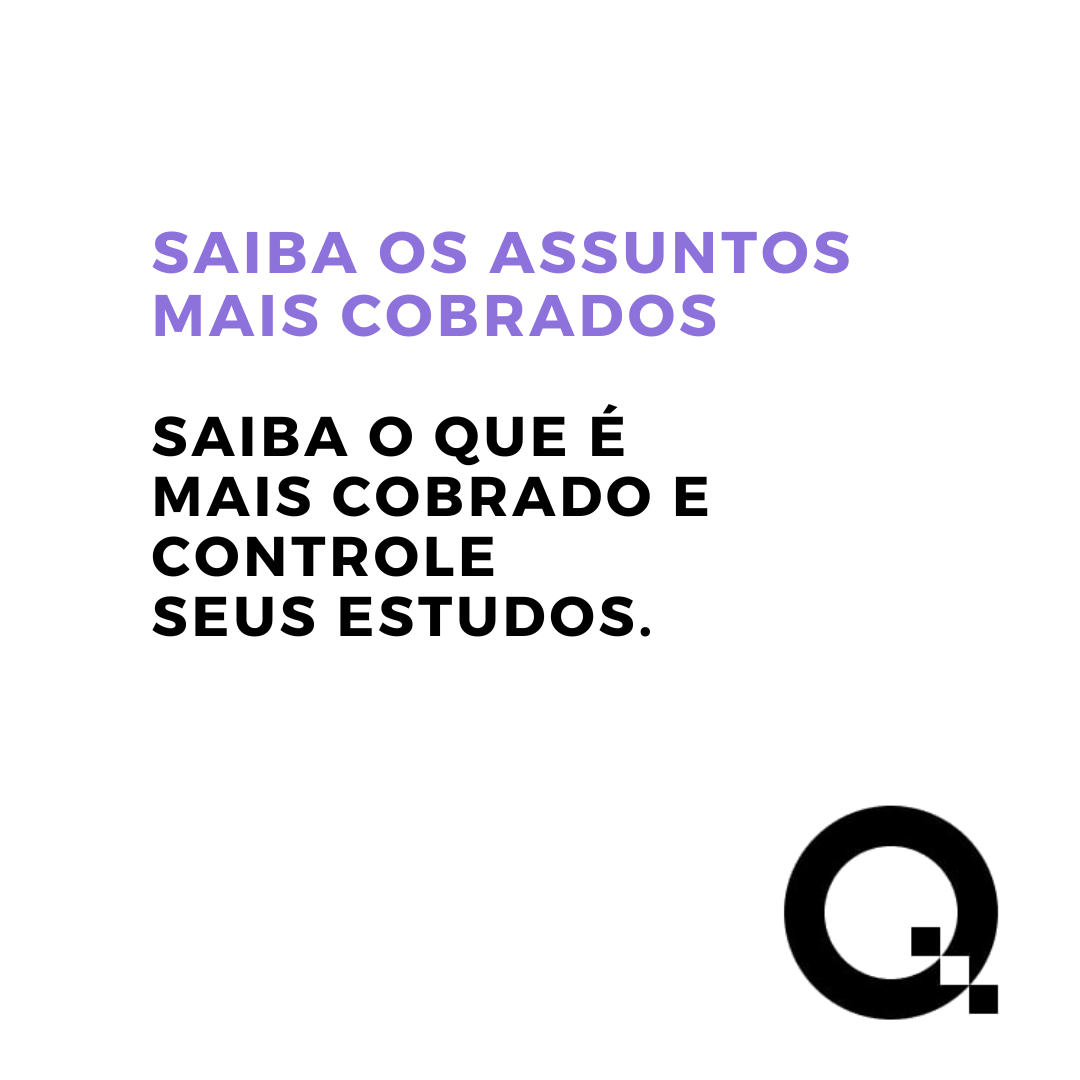 SAIBA OS ASSUNTOS
MAIS COBRADOS
SAIBA O QUE É
MAIS COBRADO E
CONTROLE
SEUS ESTUDOS.
Q